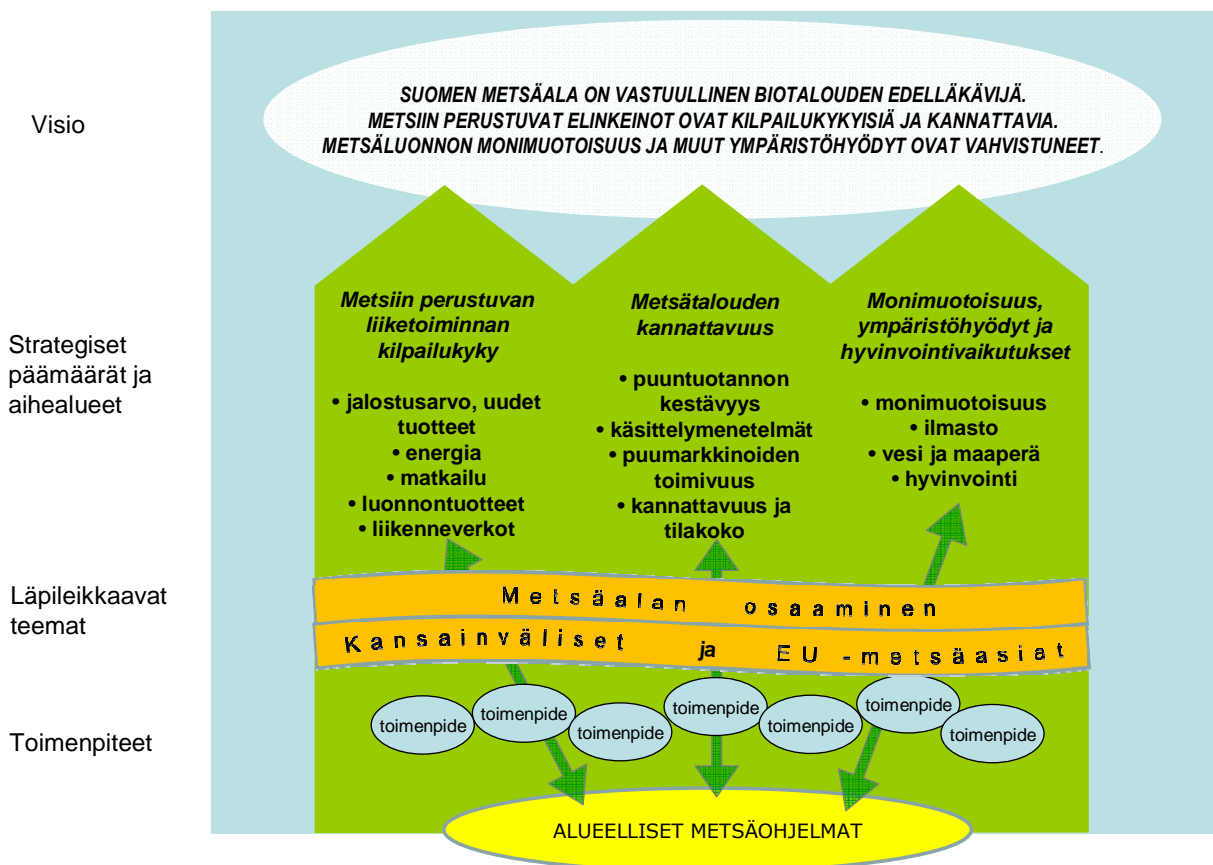 Visio
SUOMEN METSÄALA ON VASTUULLINEN BIOTALOUDEN EDELLÄKÄVIJÄ.
METSIIN PERUSTUVAT ELINKEINOT OVAT KILPAILUKYKYISIÄ JA KANNATTAVIA.
METSÄLUONNON MONIMUOTOISUUS JA MUUT YMPÄRISTÖHYÖDYT OVAT VAHVISTUNEET.
Strategiset
päämäärät ja
aihealueet
Metsiin perustuvan
liiketoiminnan
kilpailukyky
• jalostusarvo, uudet
tuotteet
• energia
• matkailu
• luonnontuotteet
• liikenneverkot
Metsätalouden
kannattavuus
• puuntuotannon
kestävyys
• käsittelymenetelmät
• puumarkkinoiden
toimivuus
• kannattavuus ja
tilakoko
Monimuotoisuus,
ympäristöhyödyt ja
hyvinvointivaikutukset
• monimuotoisuus
• ilmasto
• vesi ja maaperä
• hyvinvointi
Läpileikkaavat
teemat
Metsäalan osaaminen
Kansainväliset ja EU -metsäasiat
Toimenpiteet
toimenpide
toimenpide
toimenpide
toimenpide
toimenpide
toimenpide
toimenpide
ALUEELLISET METSÄOHJELMAT